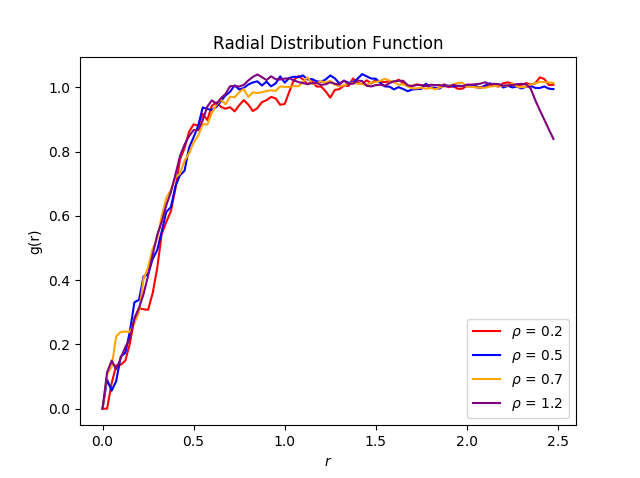 Radial Distribution Function
g(r)
1.0
0.8
0.6
0.4
0.2
0.0
ρ = 0.2
ρ = 0.5
ρ = 0.7
ρ = 1.2
0.0 0.5 1.0 1.5 2.0 2.5
r